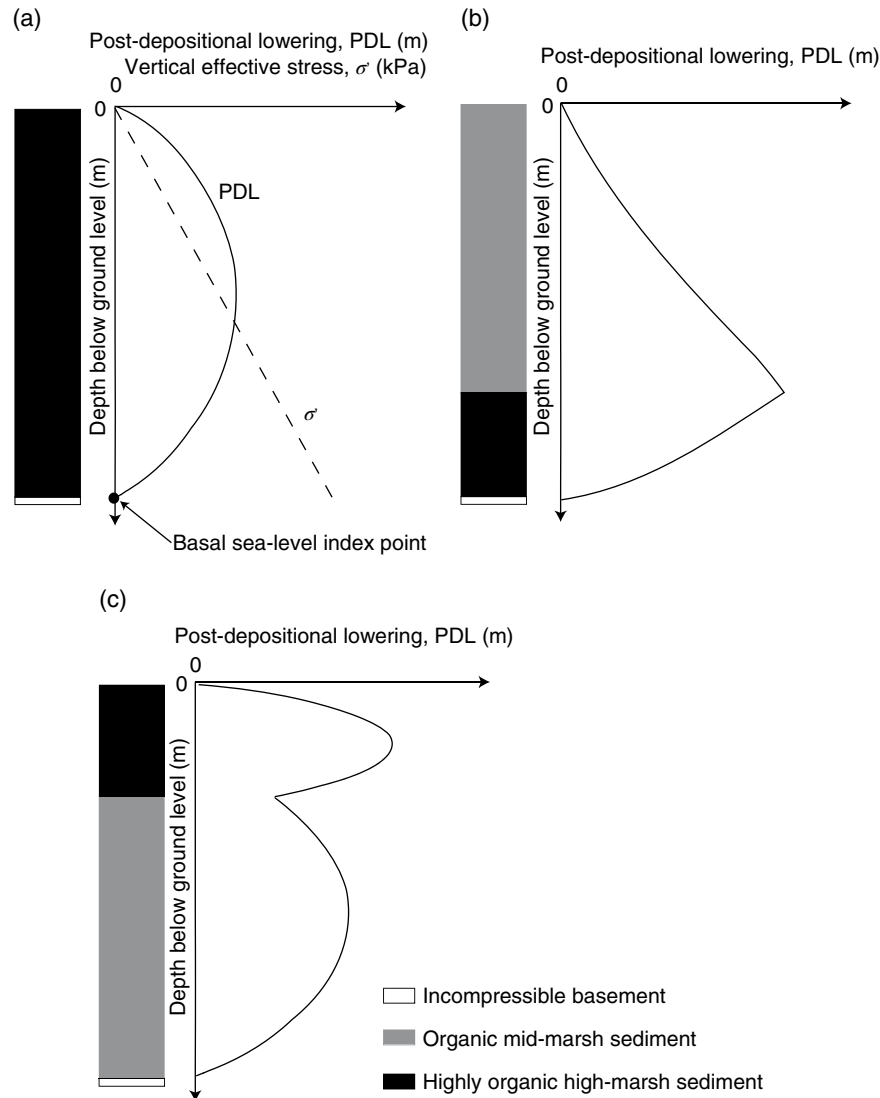 (a)
Post-depositional lowering, PDL (m)
Vertical effective stress, σ′ (kPa)
0
0
Depth below ground level (m)
PDL
σ′
Basal sea-level index point
(b)
Post-depositional lowering, PDL (m)
0
0
Depth below ground level (m)
(c)
Post-depositional lowering, PDL (m)
0
0
Depth below ground level (m)
Incompressible basement
Organic mid-marsh sediment
Highly organic high-marsh sediment